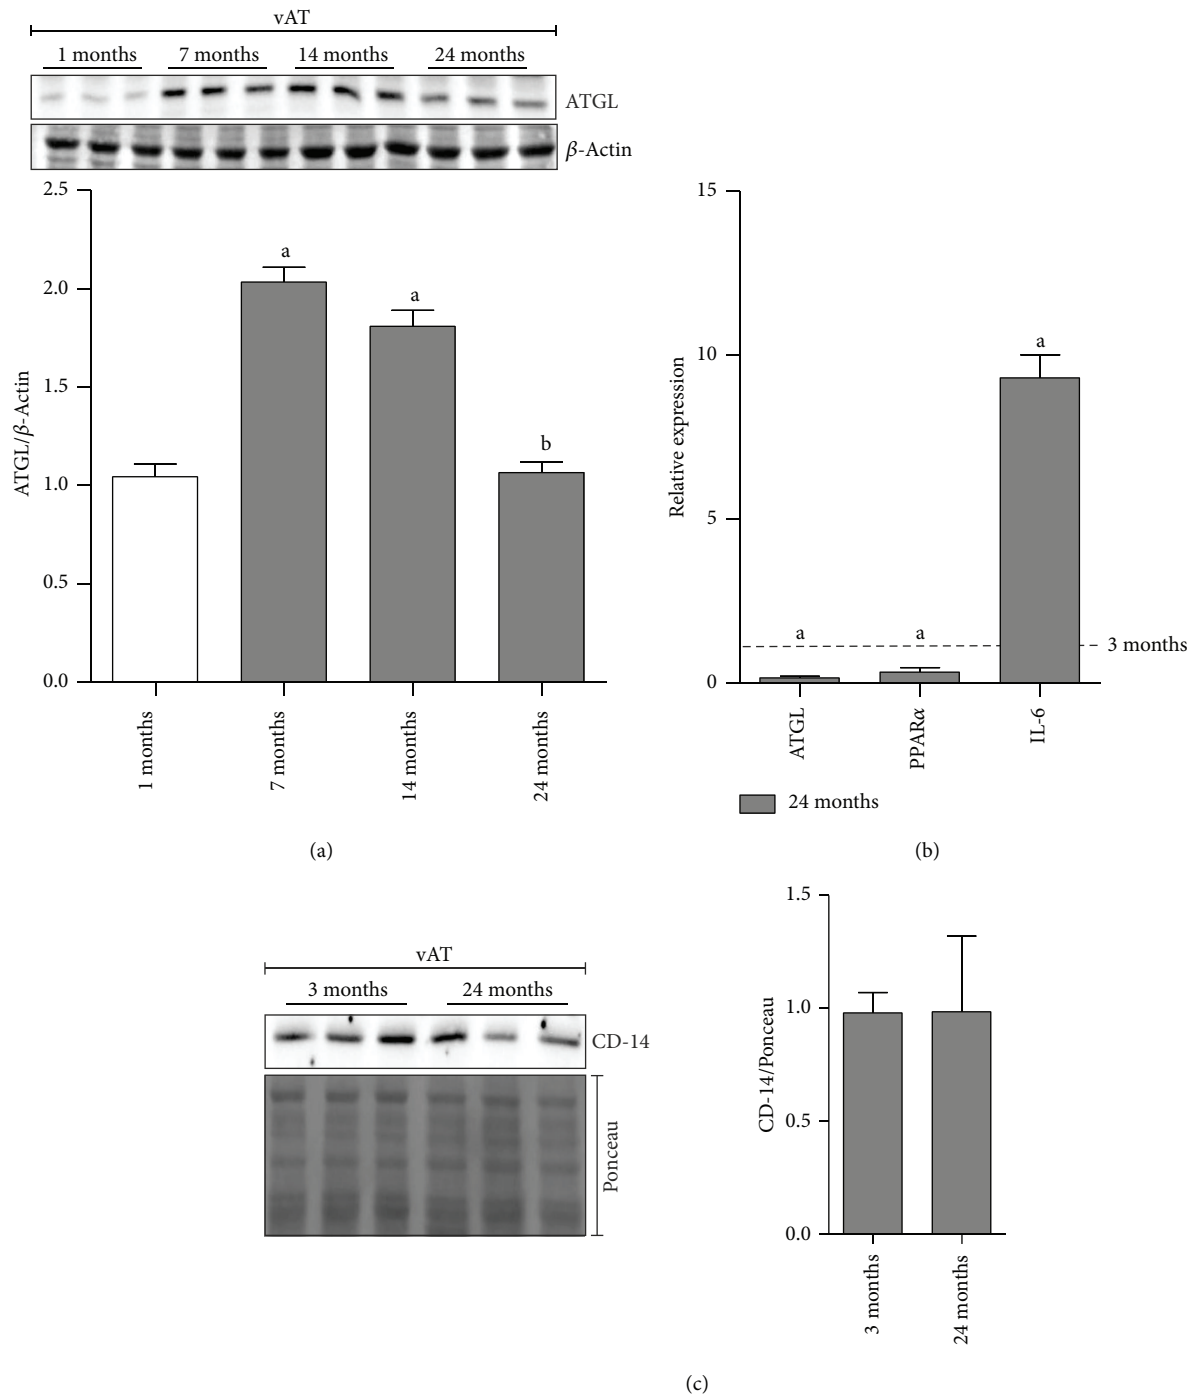 vAT
1 months 7 months 14 months 24 months
ATGL
β-Actin
2.5
2.0
1.5
1.0
0.5
0.0
ATGL/β-Actin
a
a
b
1 months
7 months
14 months
24 months
(a)
15
10
5
0
Relative expression
a
a
a
3 months
ATGL
PPARα
IL-6
24 months
(b)
vAT
3 months 24 months
CD-14
Ponceau
1.5
1.0
0.5
0.0
CD-14/Ponceau
3 months
24 months
(c)